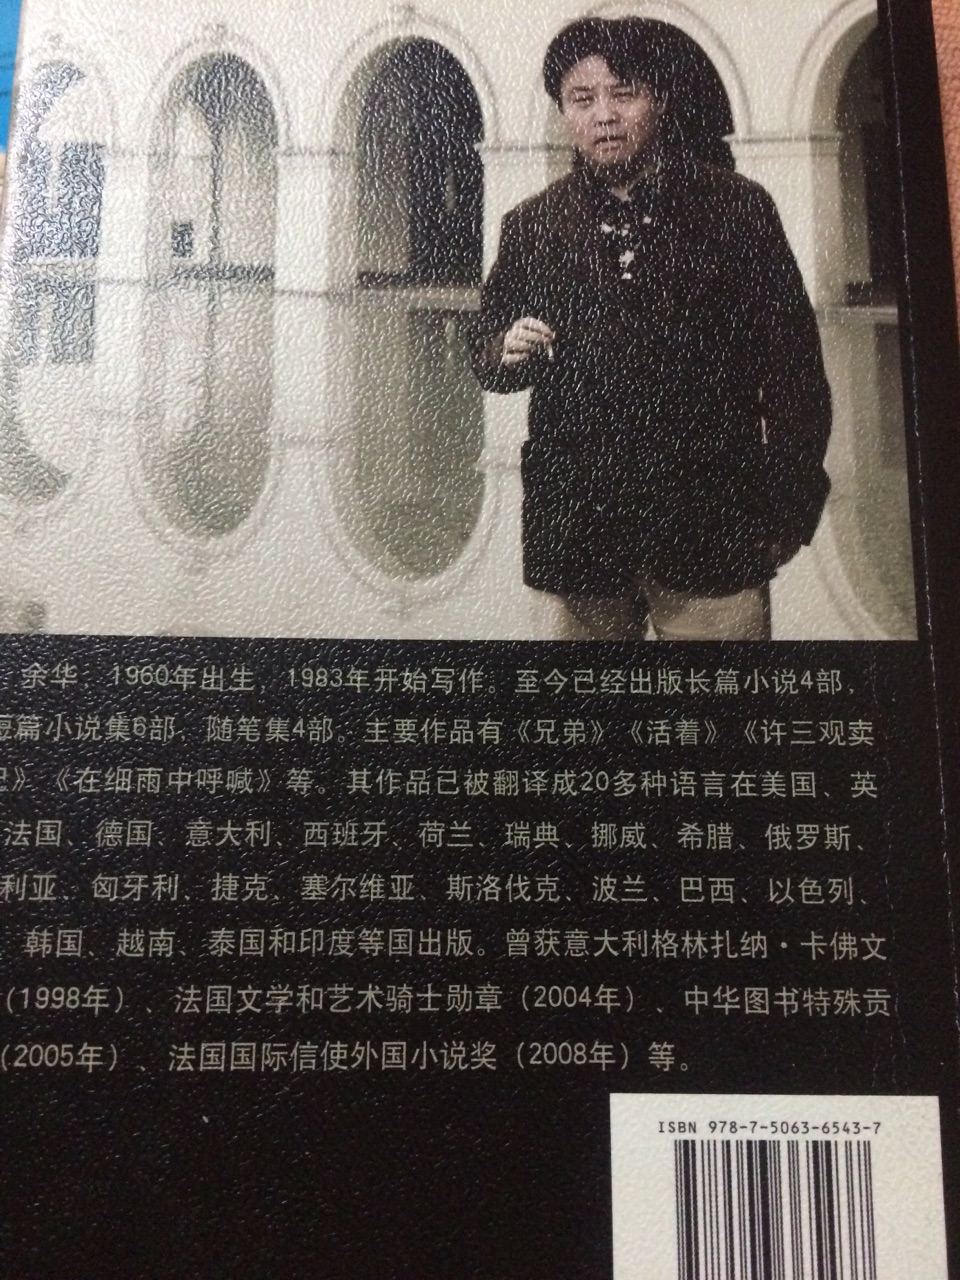 余华，1960年出生，1983年开始写作。至今已经出版长篇小说4部，
短篇小说集6部，随笔集4部。主要作品有《兄弟》《活着》《许三观卖
》《在细雨中呼喊》等。其作品已被翻译成20多种语言在美国、英
法国、德国、意大利、西班牙、荷兰、瑞典、挪威、希腊、俄罗斯、
利亚、匈牙利、捷克、塞尔维亚、斯洛伐克、波兰、巴西、以色列、
韩国、越南、泰国和印度等国出版。曾获意大利格林扎纳·卡佛文
（1998年）、法国文学和艺术骑士勋章（2004年）、中华图书特殊贡
（2005年）、法国国际信使外国小说奖（2008年）等。
ISBN 978-7-5063-6543-7